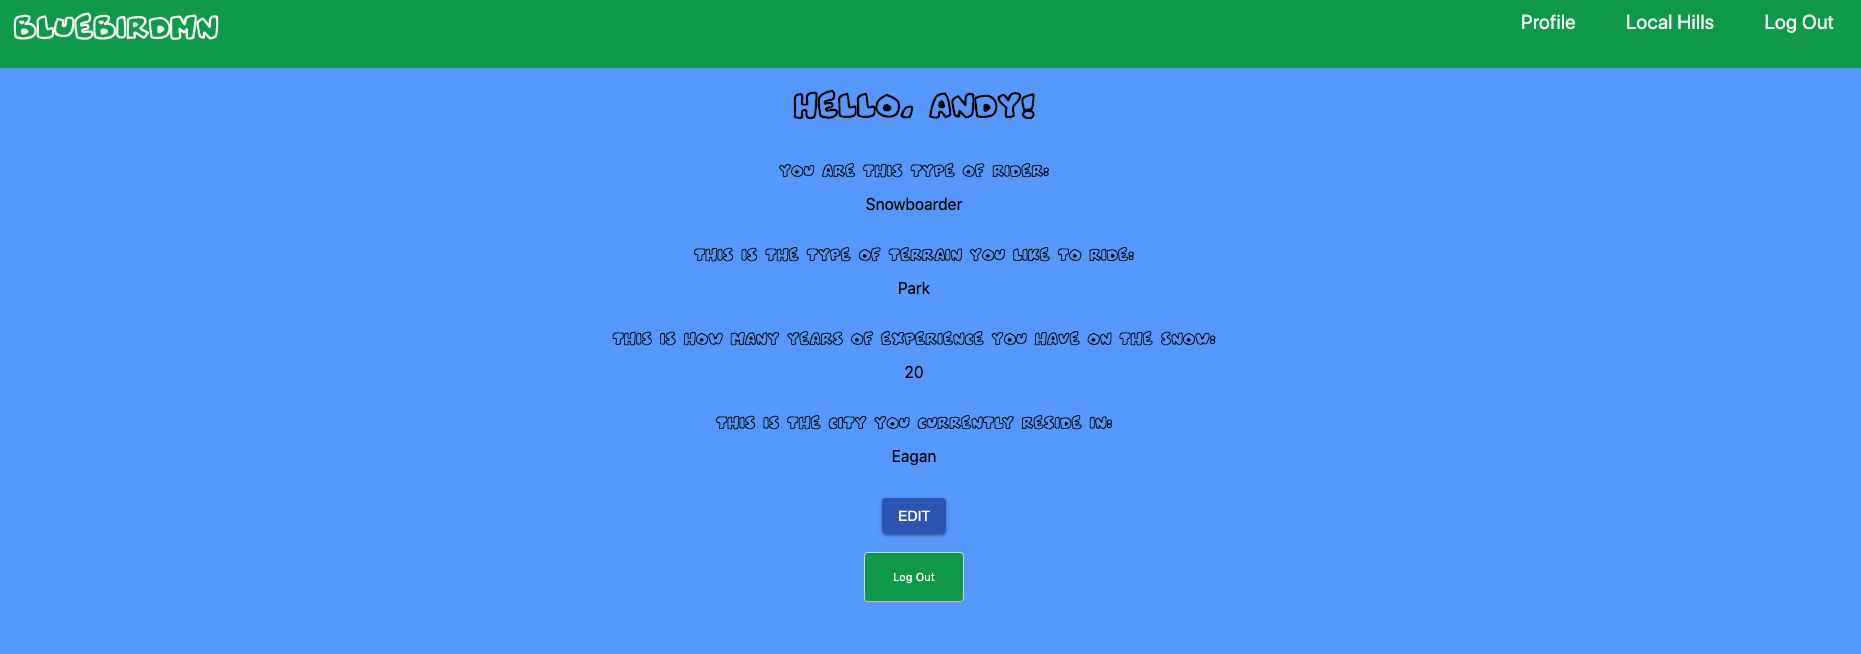 BLUEBIRDMN
Profile
Local Hills
Log Out
HELLO, ANDY!
YOU ARE THIS TYPE OF RIDER:
Snowboarder
THIS IS THE TYPE OF TERRAIN YOU LIKE TO RIDE:
Park
THIS IS HOW MANY YEARS OF EXPERIENCE YOU HAVE ON THE SNOW:
20
THIS IS THE CITY YOU CURRENTLY RESIDE IN:
Eagan
EDIT
Log Out